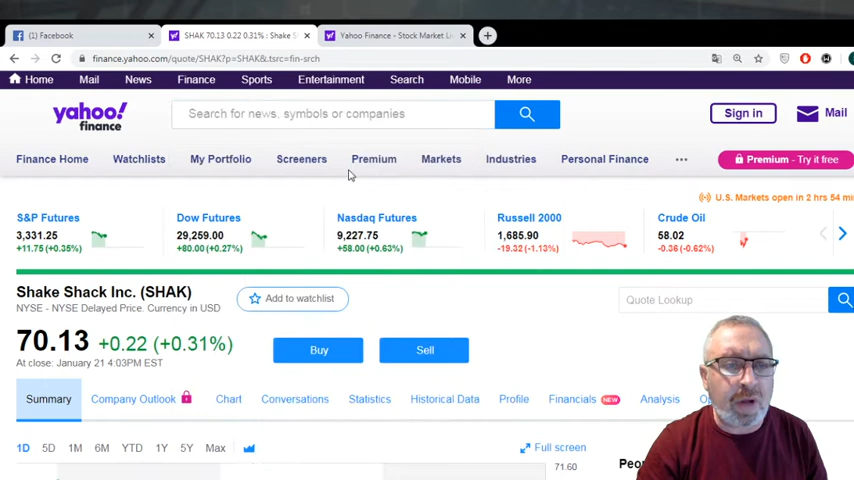 (1) Facebook
SHAK 70.13 0.22 0.31% : Shake S
Yahoo Finance - Stock Market Li
finance.yahoo.com/quote/SHAK?p=SHAK&.tsrc=fin-srch
Home Mail News Finance Sports Entertainment Search Mobile More
yahoo!
finance
Search for news, symbols or companies
Sign in
Mail
Finance Home Watchlists My Portfolio Screeners Premium Markets Industries Personal Finance ... Premium - Try it free
U.S. Markets open in 2 hrs 54 mi
S&P Futures Dow Futures Nasdaq Futures Russell 2000 Crude Oil
3,331.25 29,259.00 9,227.75 1,685.90 58.02
+11.75 (+0.35%) +80.00 (+0.27%) +58.00 (+0.63%) -19.32 (-1.13%) -0.36 (-0.62%)
Shake Shack Inc. (SHAK)
NYSE - NYSE Delayed Price. Currency in USD
Add to watchlist
Quote Lookup
70.13 +0.22 (+0.31%)
At close: January 21 4:03PM EST
Buy
Sell
Summary Company Outlook Chart Conversations Statistics Historical Data Profile Financials NEW Analysis Op
1D 5D 1M 6M YTD 1Y 5Y Max
Full screen
71.60